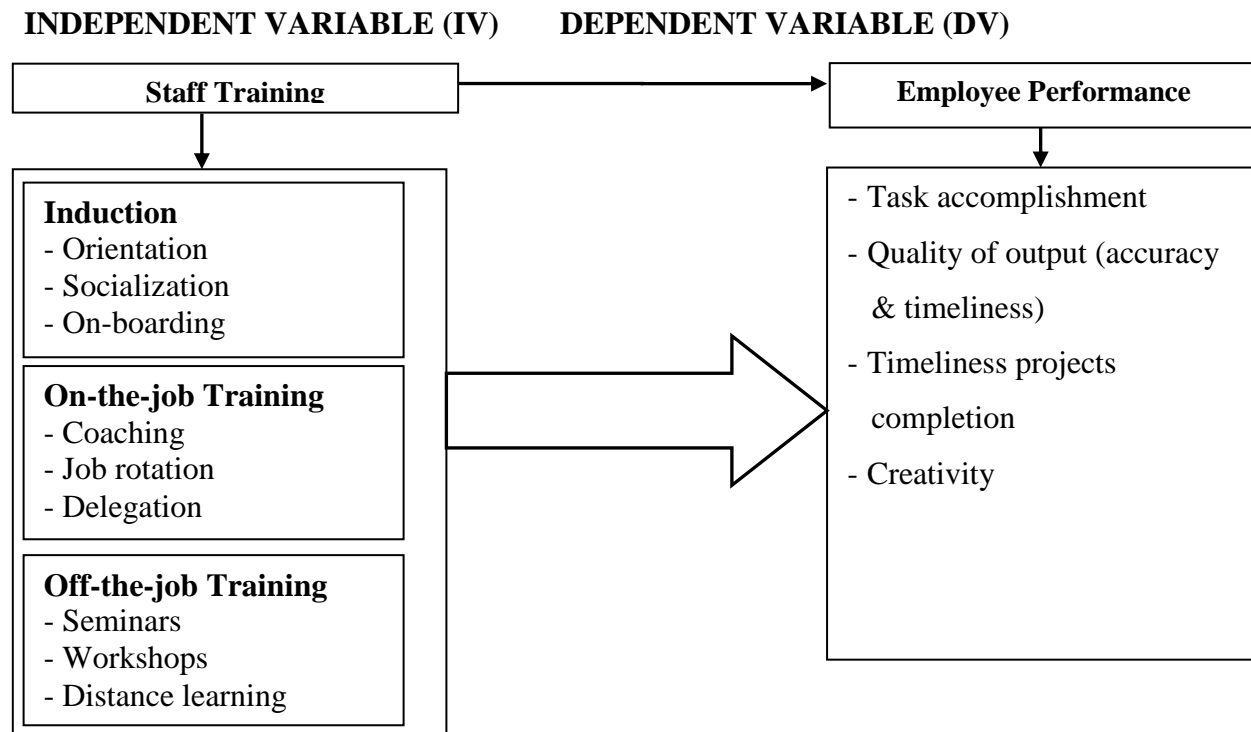 INDEPENDENT VARIABLE (IV) DEPENDENT VARIABLE (DV)
Staff Training
Employee Performance
Induction
- Orientation
- Socialization
- On-boarding
On-the-job Training
- Coaching
- Job rotation
- Delegation
Off-the-job Training
- Seminars
- Workshops
- Distance learning
- Task accomplishment
- Quality of output (accuracy
& timeliness)
- Timeliness projects
completion
- Creativity